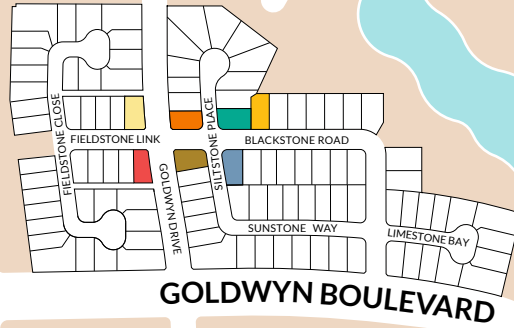 FIELDSTONE CLOSE
FIELDSTONE LINK
GOLDWYN DRIVE
SILTSTONE PLACE
BLACKSTONE ROAD
SUNSTONE WAY
LIMESTONE BAY
GOLDWYN BOULEVARD